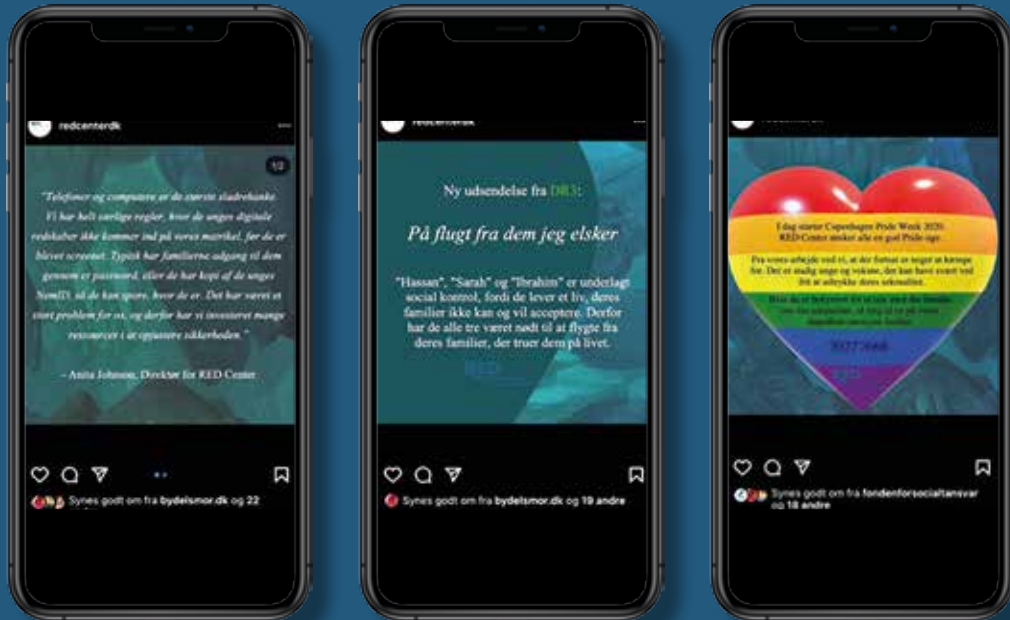 redcenterdk
1/2
"Telefoner og computere er de største sladrehanke.
Vi har helt særlige regler, hvor de unges digitale
redskaber ikke kommer ind på vores matrikel, før de er
blevet screenet. Typisk har familierne adgang til dem
gennem et password, eller de har kopi af de unges
NemID, så de kan spore, hvor de er. Det har været et
stort problem for os, og derfor har vi investeret mange
ressourcer i at opjustere sikkerheden."
– Anita Johnson, Direktør for RED Center
Synes godt om fra bydelsmor.dk og 22
redcenterdk
Ny udsendelse fra DR3:
På flugt fra dem jeg elsker
"Hassan", "Sarah" og "Ibrahim" er underlagt
social kontrol, fordi de lever et liv, deres
familier ikke kan og vil acceptere. Derfor
har de alle tre været nødt til at flygte fra
deres familier, der truer dem på livet.
RED
Synes godt om fra bydelsmor.dk og 19 andre
I dag starter Copenhagen Pride Week 2020.
RED Center ønsker alle en god Pride-uge.
Fra vores arbejde ved vi, at der fortsat er noget at kæmpe
for. Det er stadig unge og voksne, der kan have svært ved
frit at udtrykke deres seksualitet.
Synes godt om fra fondenforsocialtansvar
og 18 andre